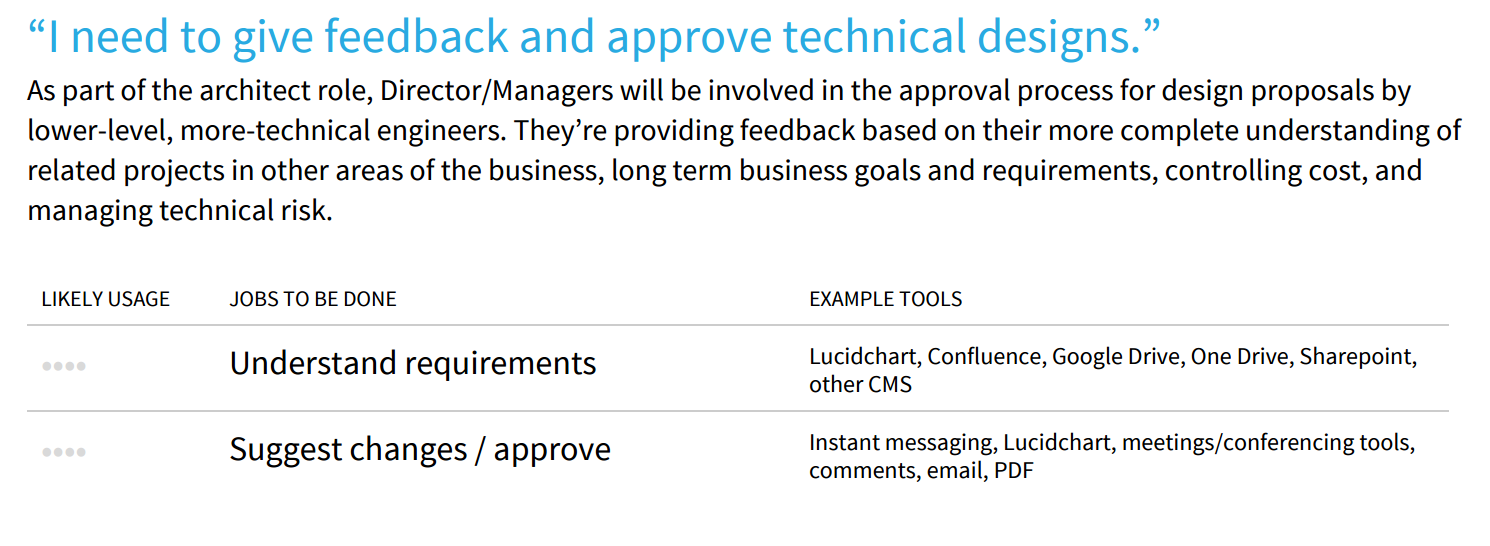 “I need to give feedback and approve technical designs.”
As part of the architect role, Director/Managers will be involved in the approval process for design proposals by
lower-level, more-technical engineers. They’re providing feedback based on their more complete understanding of
related projects in other areas of the business, long term business goals and requirements, controlling cost, and
managing technical risk.
LIKELY USAGE JOBS TO BE DONE EXAMPLE TOOLS
Understand requirements
Lucidchart, Confluence, Google Drive, One Drive, Sharepoint,
other CMS
Suggest changes / approve
Instant messaging, Lucidchart, meetings/conferencing tools,
comments, email, PDF